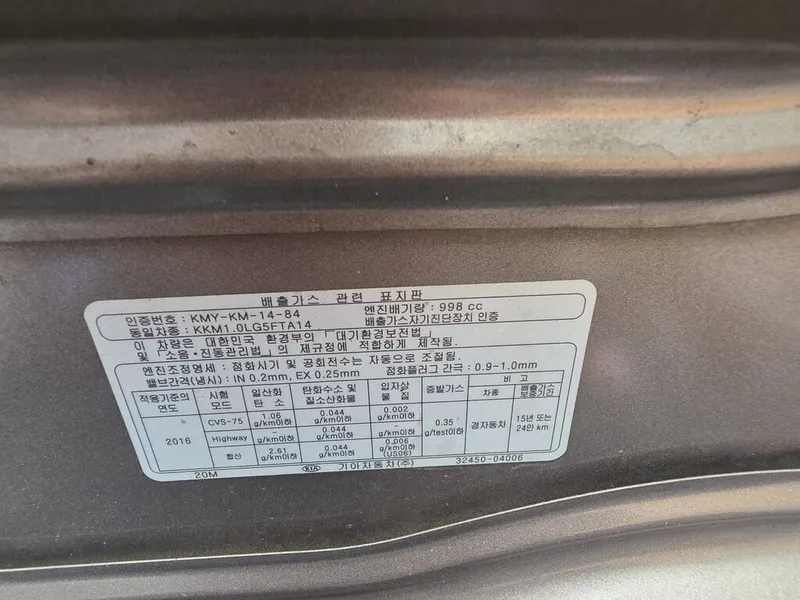 배출가스 관련 표지판
인증번호: KMY-KM-14-84 엔진배기량: 998 cc
동일차종: KKM1.0LG5FTA14 배출가스자기진단장치 인증
이 차량은 대한민국 환경부의 「대기환경보전법」
및 「소음·진동관리법」의 규정에 적합하게 제작됨.
엔진조정명세 : 점화시기 및 공회전수는 자동으로 조절됨.
밸브간격(냉시) : IN 0.2mm, EX 0.25mm 점화플러그 간극 : 0.9-1.0mm
적용기준의 연도 시험 모드 일산화 탄소 탄화수소 및 질소산화물 입자상 물질 증발가스 비고
차종 배출가스 보증기간
2016 CVS-75 1.06 g/km이하 0.044 g/km이하 0.002 g/km이하 0.35 g/test이하 경자동차 15년 또는 24만 km
Highway - 0.044 g/km이하 -
합산 2.61 g/km이하 0.044 g/km이하 0.006 g/km이하 (US06)
20M KIA 기아자동차(주) 32450-04006